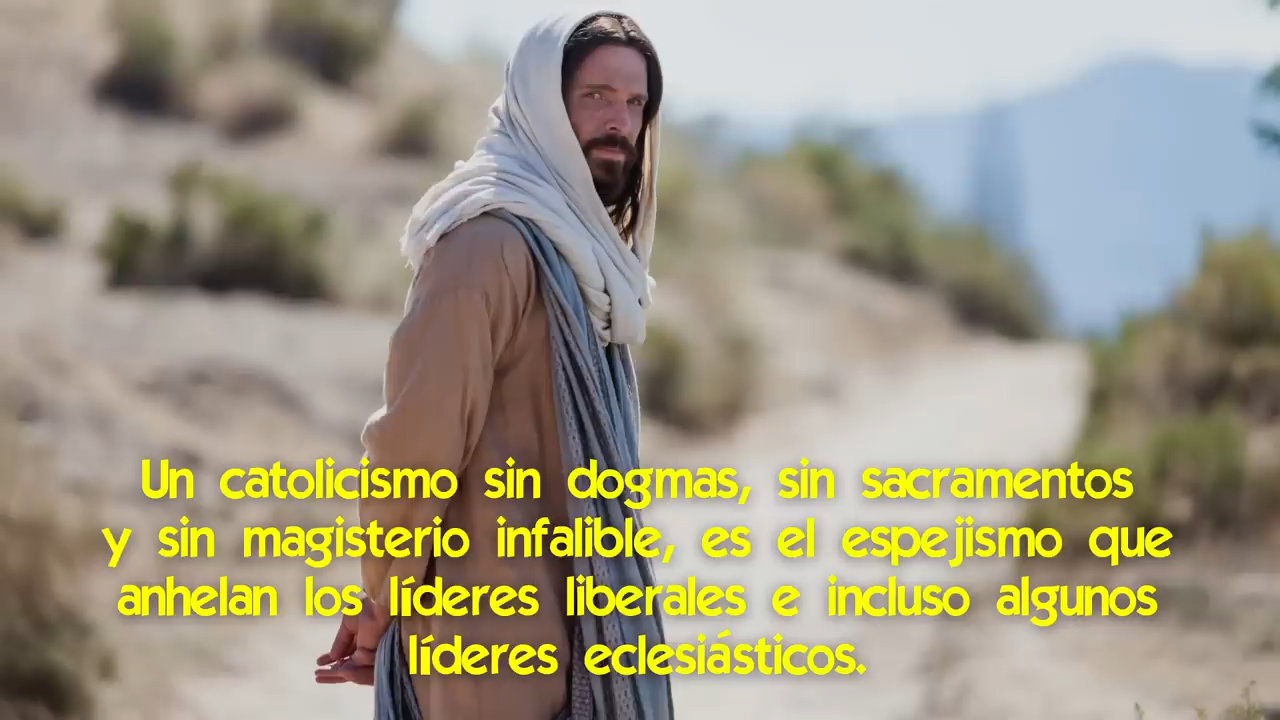 Un catolicismo sin dogmas, sin sacramentos
y sin magisterio infalible, es el espejismo que
anhelan los líderes liberales e incluso algunos
líderes eclesiásticos.